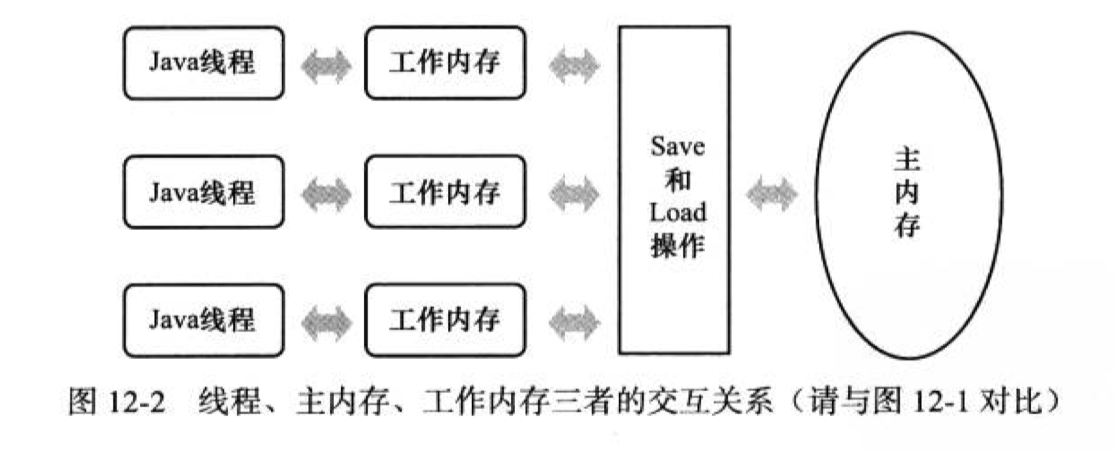 Java线程 工作内存
Java线程 工作内存
Java线程 工作内存
Save
和
Load
操作
主
内
存
图 12-2 线程、主内存、工作内存三者的交互关系（请与图 12-1 对比）